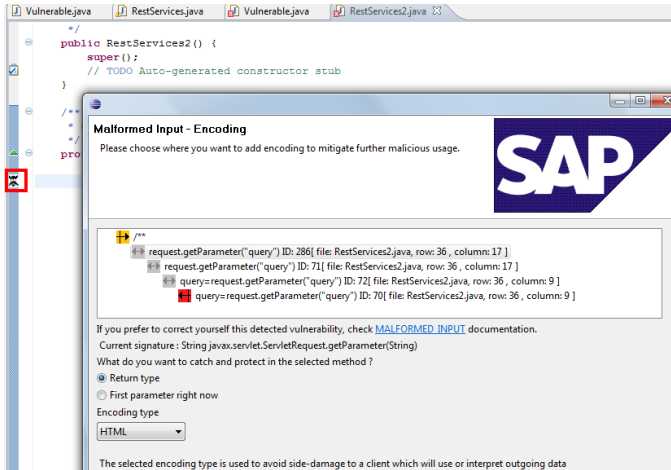 Vulnerable.java RestServices.java Vulnerable.java RestServices2.java
*/
public RestServices2() {
super();
// TODO Auto-generated constructor stub
}
/**
*
*/
pro
Malformed Input - Encoding
Please choose where you want to add encoding to mitigate further malicious usage.
SAP
/**
request.getParameter("query") ID: 286[ file: RestServices2.java, row: 36 , column: 17 ]
request.getParameter("query") ID: 71[ file: RestServices2.java, row: 36 , column: 17 ]
query=request.getParameter("query") ID: 72[ file: RestServices2.java, row: 36 , column: 9 ]
query=request.getParameter("query") ID: 70[ file: RestServices2.java, row: 36 , column: 9 ]
If you prefer to correct yourself this detected vulnerability, check MALFORMED INPUT documentation.
Current signature : String javax.servlet.ServletRequest.getParameter(String)
What do you want to catch and protect in the selected method ?
Return type
First parameter right now
Encoding type
HTML
The selected encoding type is used to avoid side-damage to a client which will use or interpret outgoing data